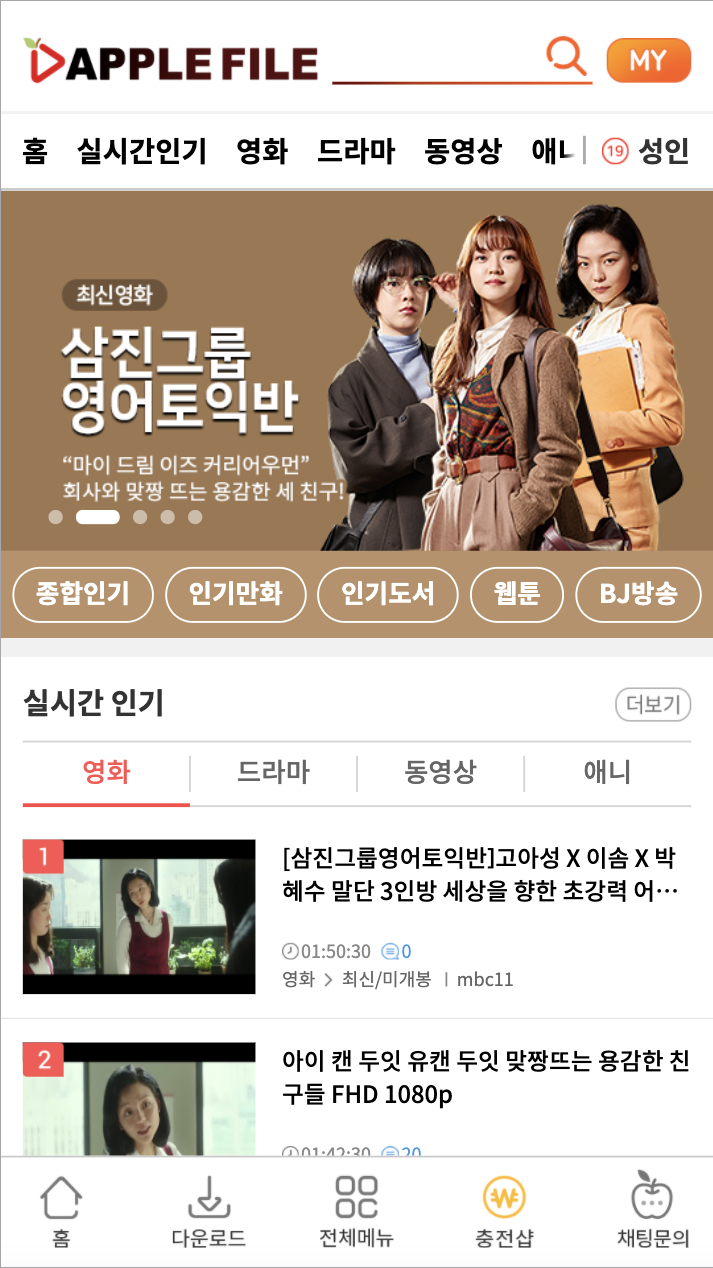 APPLE FILE
MY
홈 실시간인기 영화 드라마 동영상 애니 19 성인
최신영화
삼진그룹
영어토익반
“마이 드림 이즈 커리어우먼”
회사와 맞짱 뜨는 용감한 세 친구!
종합인기 인기만화 인기도서 웹툰 BJ방송
실시간 인기 더보기
영화 드라마 동영상 애니
1
[삼진그룹영어토익반]고아성 X 이솜 X 박
혜수 말단 3인방 세상을 향한 초강력 어…
01:50:30 0
영화 > 최신/미개봉 | mbc11
2
아이 캔 두잇 유캔 두잇 맞짱뜨는 용감한 친
구들 FHD 1080p
01:42:30 20
홈 다운로드 전체메뉴 충전샵 채팅문의